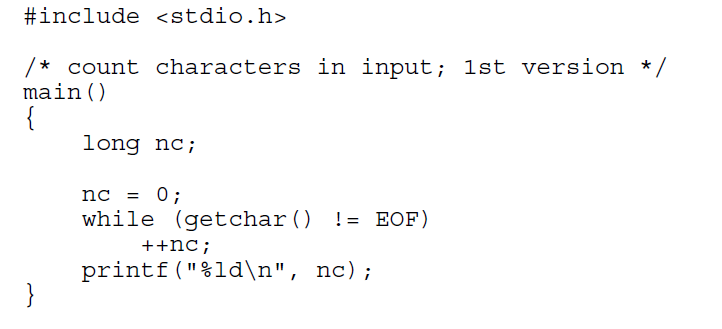 #include <stdio.h>
/* count characters in input; 1st version */
main()
{
    long nc;
    nc = 0;
    while (getchar() != EOF)
        ++nc;
    printf("%ld\n", nc);
}